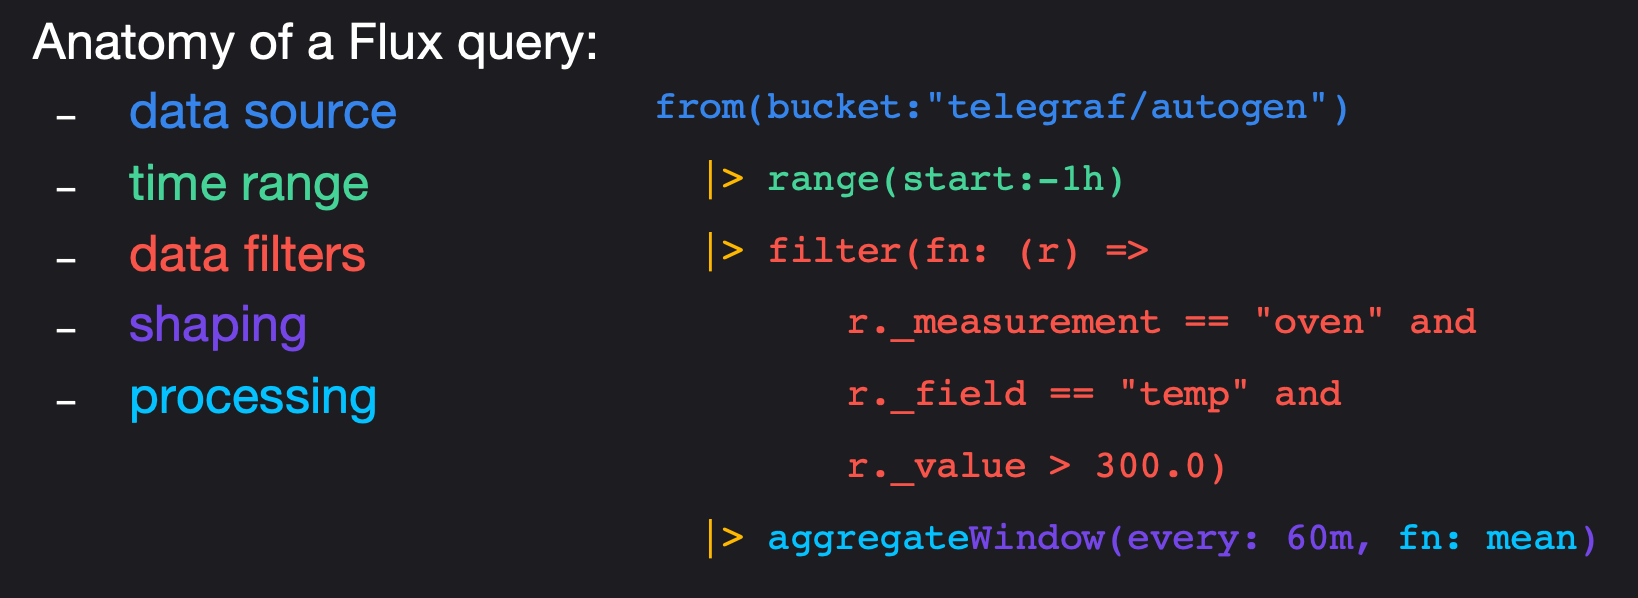 Anatomy of a Flux query:
- data source
- time range
- data filters
- shaping
- processing
from(bucket:"telegraf/autogen")
|> range(start:-1h)
|> filter(fn: (r) =>
r._measurement == "oven" and
r._field == "temp" and
r._value > 300.0)
|> aggregateWindow(every: 60m, fn: mean)